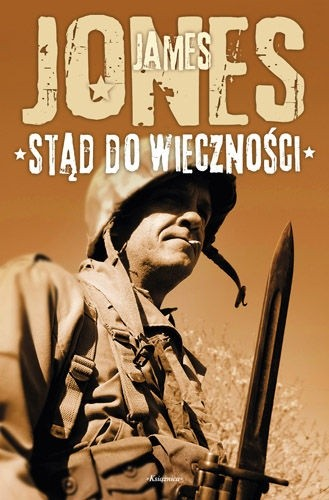 JAMES
JONES
STĄD DO WIECZNOŚCI
Książnica